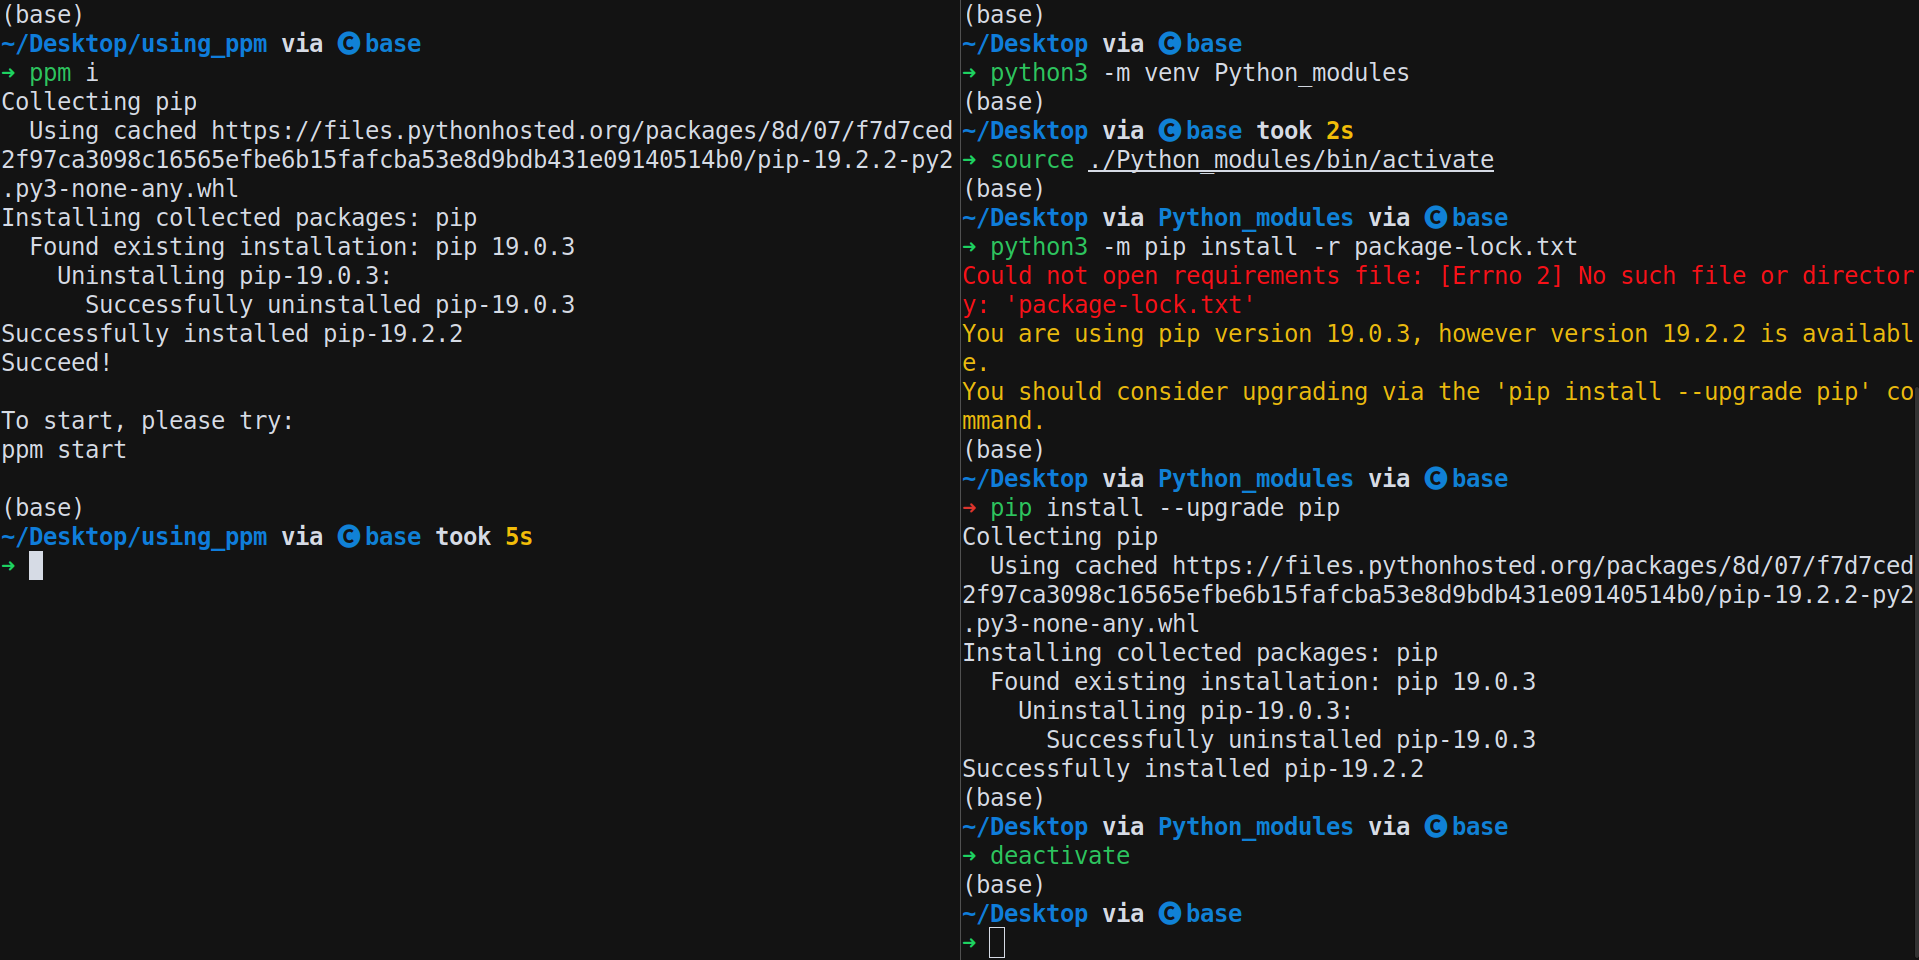 (base)
~/Desktop/using_ppm via 🅒 base
➜ ppm i
Collecting pip
  Using cached https://files.pythonhosted.org/packages/8d/07/f7d7ced
2f97ca3098c16565efbe6b15fafcba53e8d9bdb431e09140514b0/pip-19.2.2-py2
.py3-none-any.whl
Installing collected packages: pip
  Found existing installation: pip 19.0.3
    Uninstalling pip-19.0.3:
      Successfully uninstalled pip-19.0.3
Successfully installed pip-19.2.2
Succeed!
To start, please try:
ppm start
(base)
~/Desktop/using_ppm via 🅒 base took 5s
➜
(base)
~/Desktop via 🅒 base
➜ python3 -m venv Python_modules
(base)
~/Desktop via 🅒 base took 2s
➜ source ./Python_modules/bin/activate
(base)
~/Desktop via Python_modules via 🅒 base
➜ python3 -m pip install -r package-lock.txt
Could not open requirements file: [Errno 2] No such file or director
y: 'package-lock.txt'
You are using pip version 19.0.3, however version 19.2.2 is availabl
e.
You should consider upgrading via the 'pip install --upgrade pip' co
mmand.
(base)
~/Desktop via Python_modules via 🅒 base
➜ pip install --upgrade pip
Collecting pip
  Using cached https://files.pythonhosted.org/packages/8d/07/f7d7ced
2f97ca3098c16565efbe6b15fafcba53e8d9bdb431e09140514b0/pip-19.2.2-py2
.py3-none-any.whl
Installing collected packages: pip
  Found existing installation: pip 19.0.3
    Uninstalling pip-19.0.3:
      Successfully uninstalled pip-19.0.3
Successfully installed pip-19.2.2
(base)
~/Desktop via Python_modules via 🅒 base
➜ deactivate
(base)
~/Desktop via 🅒 base
➜